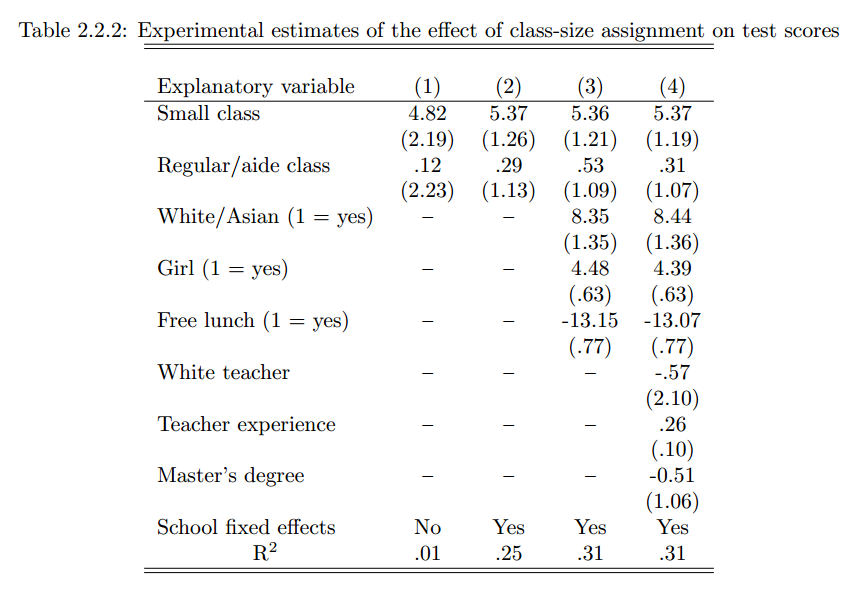 Table 2.2.2: Experimental estimates of the effect of class-size assignment on test scores
Explanatory variable (1) (2) (3) (4)
Small class 4.82 5.37 5.36 5.37
(2.19) (1.26) (1.21) (1.19)
Regular/aide class .12 .29 .53 .31
(2.23) (1.13) (1.09) (1.07)
White/Asian (1 = yes) – – 8.35 8.44
(1.35) (1.36)
Girl (1 = yes) – – 4.48 4.39
(.63) (.63)
Free lunch (1 = yes) – – -13.15 -13.07
(.77) (.77)
White teacher – – – -.57
(2.10)
Teacher experience – – – .26
(.10)
Master's degree – – – -0.51
(1.06)
School fixed effects No Yes Yes Yes
R² .01 .25 .31 .31